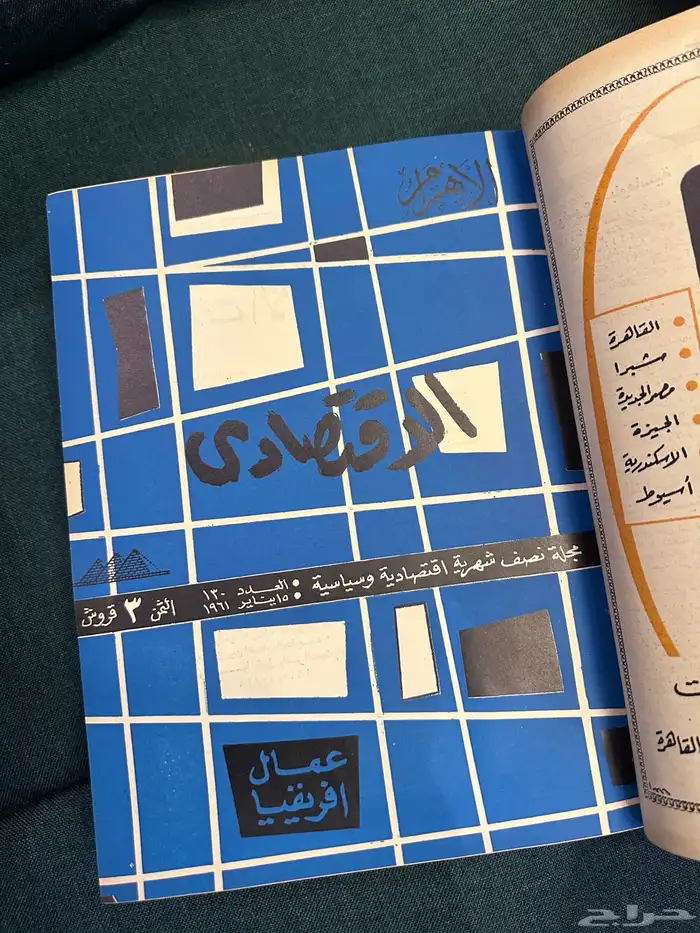 الأهرام
الاقتصادى
مجلة نصف شهرية اقتصادية وسياسية : العدد ١٣٠ : ١٥ يناير ١٩٦١
الثمن ٣ قروش
عمال
افريقيا
القاهرة
شبرا
مصر الجديدة
الجيزة
الاسكندرية
أسيوط
القاهرة
حراج